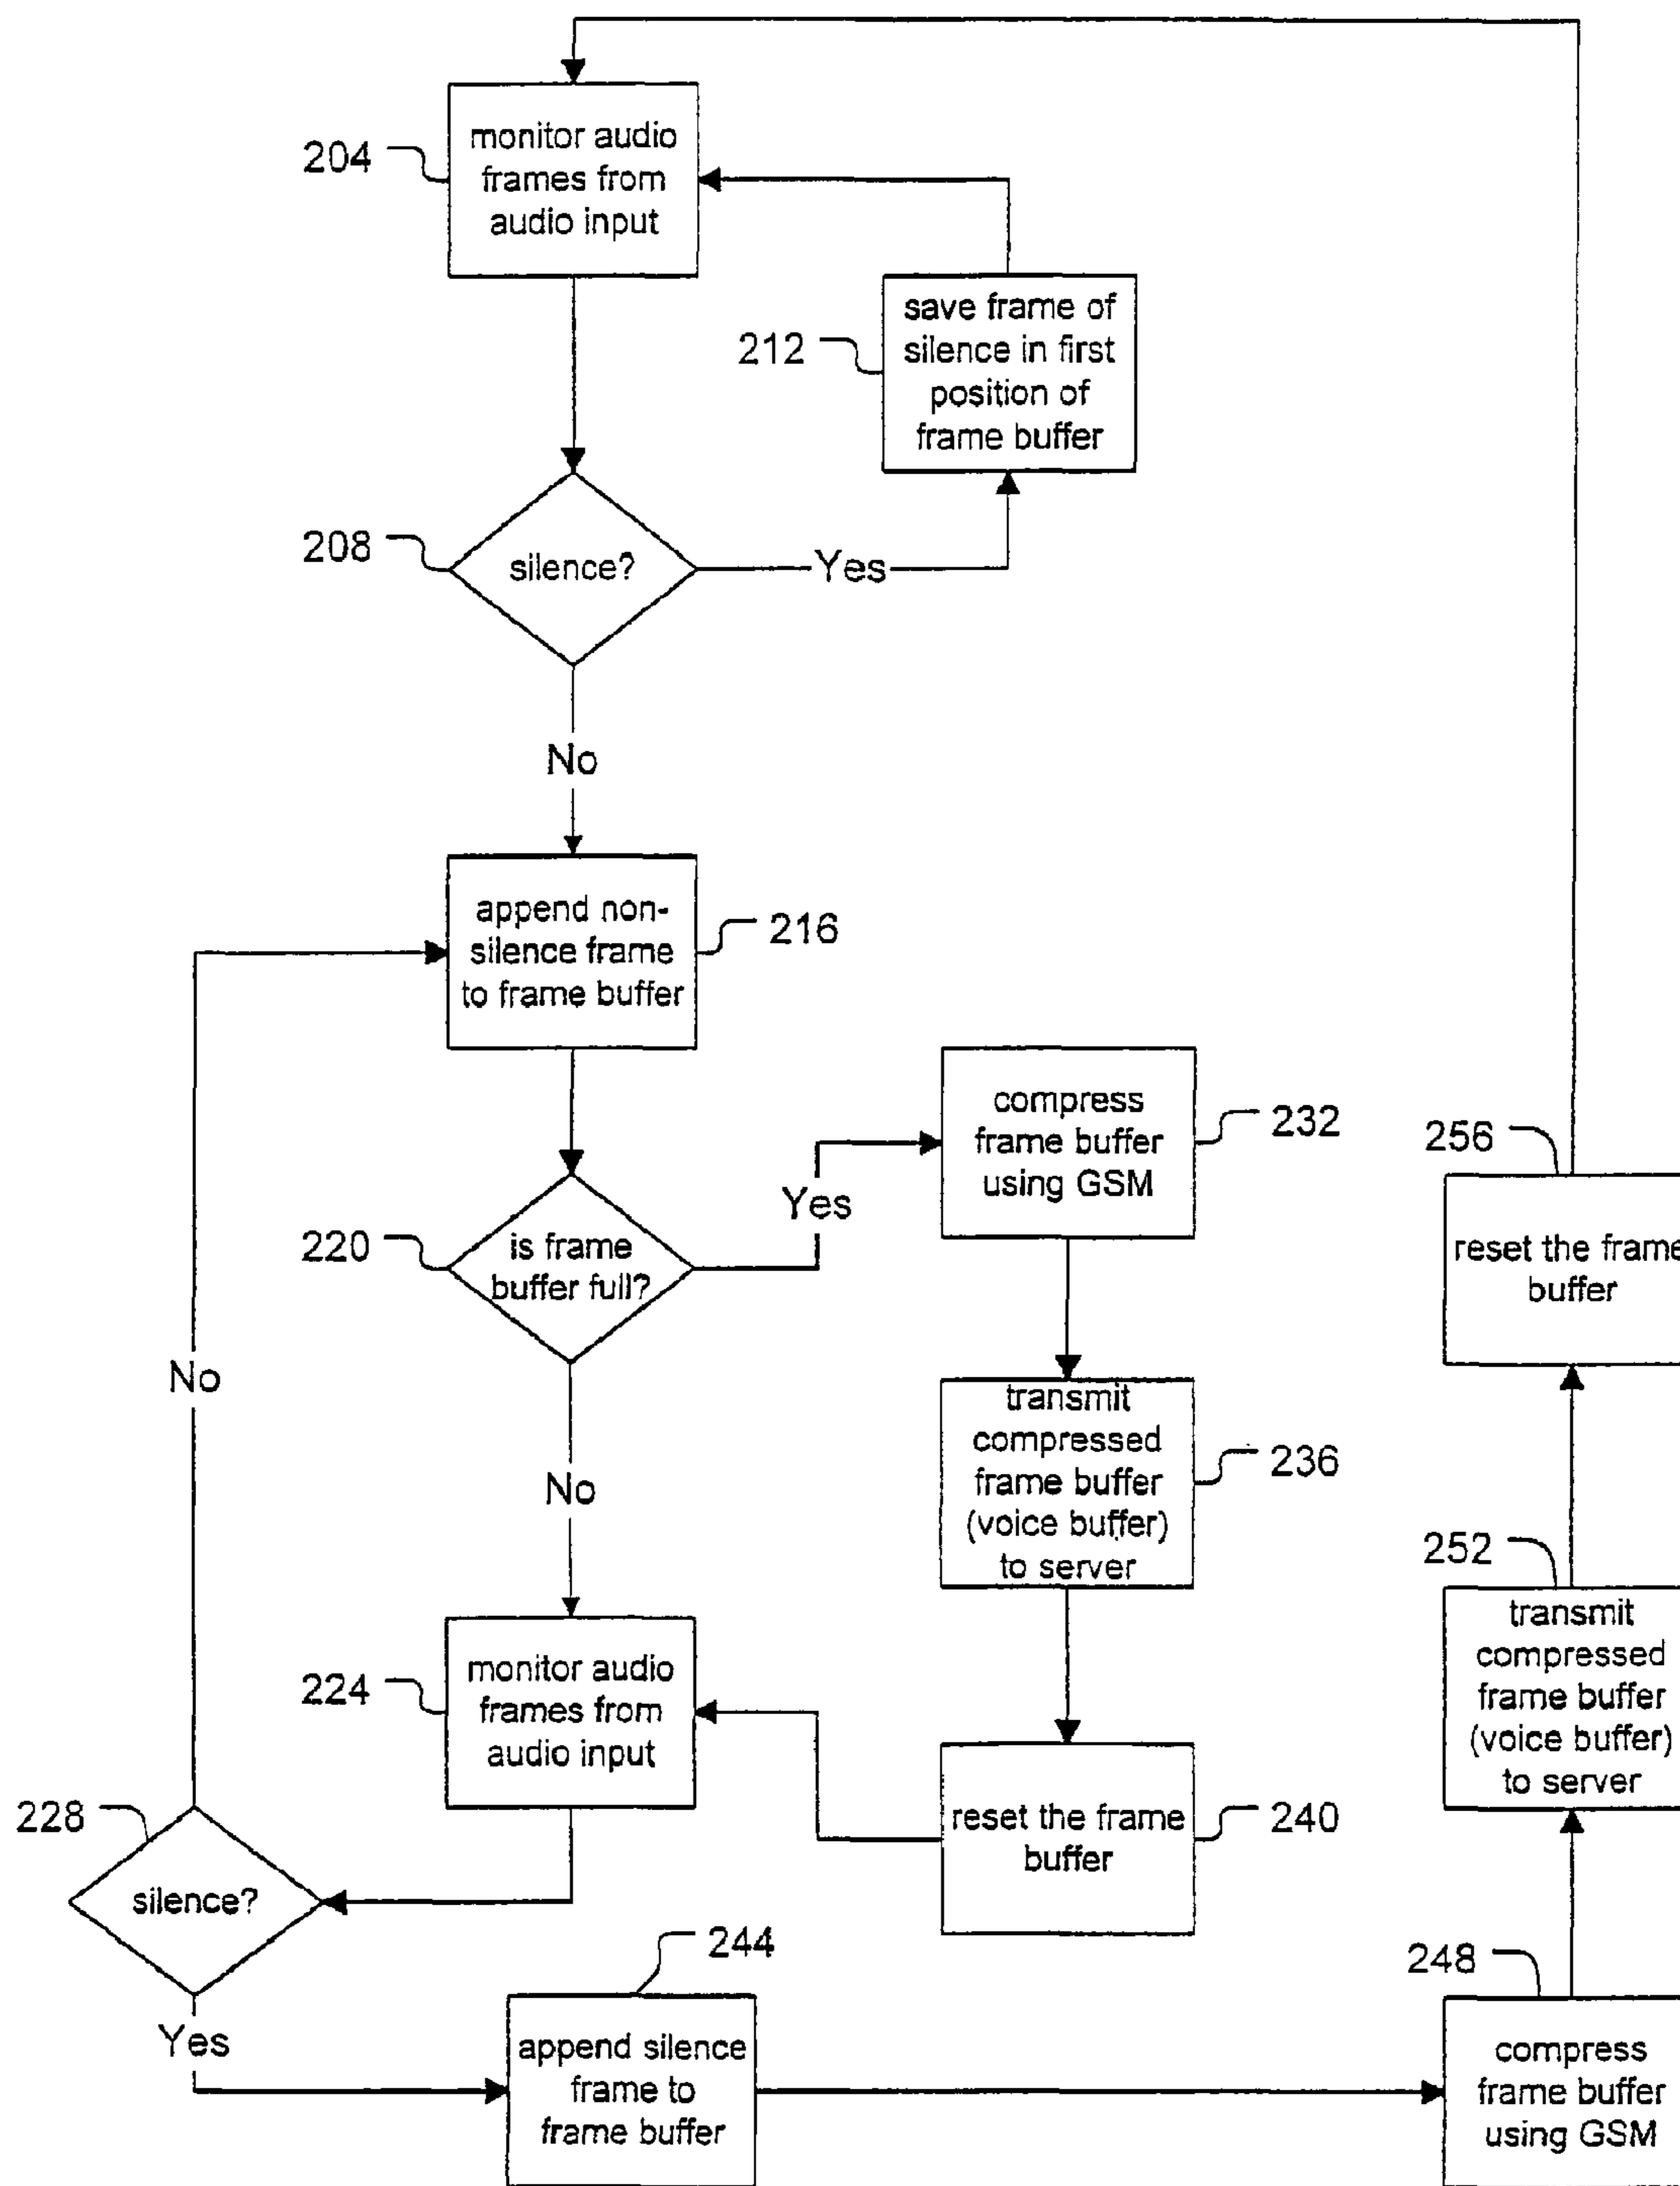 monitor audio
frames from
audio input
204
save frame of
silence in first
position of
frame buffer
212
208
silence?
Yes
No
append non-
silence frame
to frame buffer
216
compress
frame buffer
using GSM
232
256
Yes
220
is frame
buffer full?
reset the frame
buffer
No
transmit
compressed
frame buffer
(voice buffer)
to server
236
No
252
transmit
compressed
frame buffer
(voice buffer)
to server
224
monitor audio
frames from
audio input
228
reset the frame
buffer
240
silence?
244
248
Yes
append silence
frame to
frame buffer
compress
frame buffer
using GSM